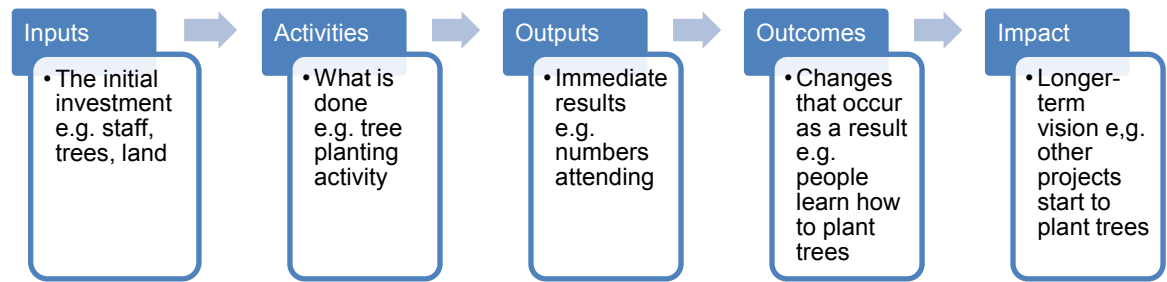 Inputs
• The initial
investment
e.g. staff,
trees, land
Activities
• What is
done
e.g. tree
planting
activity
Outputs
• Immediate
results
e.g.
numbers
attending
Outcomes
• Changes
that occur
as a result
e.g.
people
learn how
to plant
trees
Impact
• Longer-
term
vision e,g.
other
projects
start to
plant trees